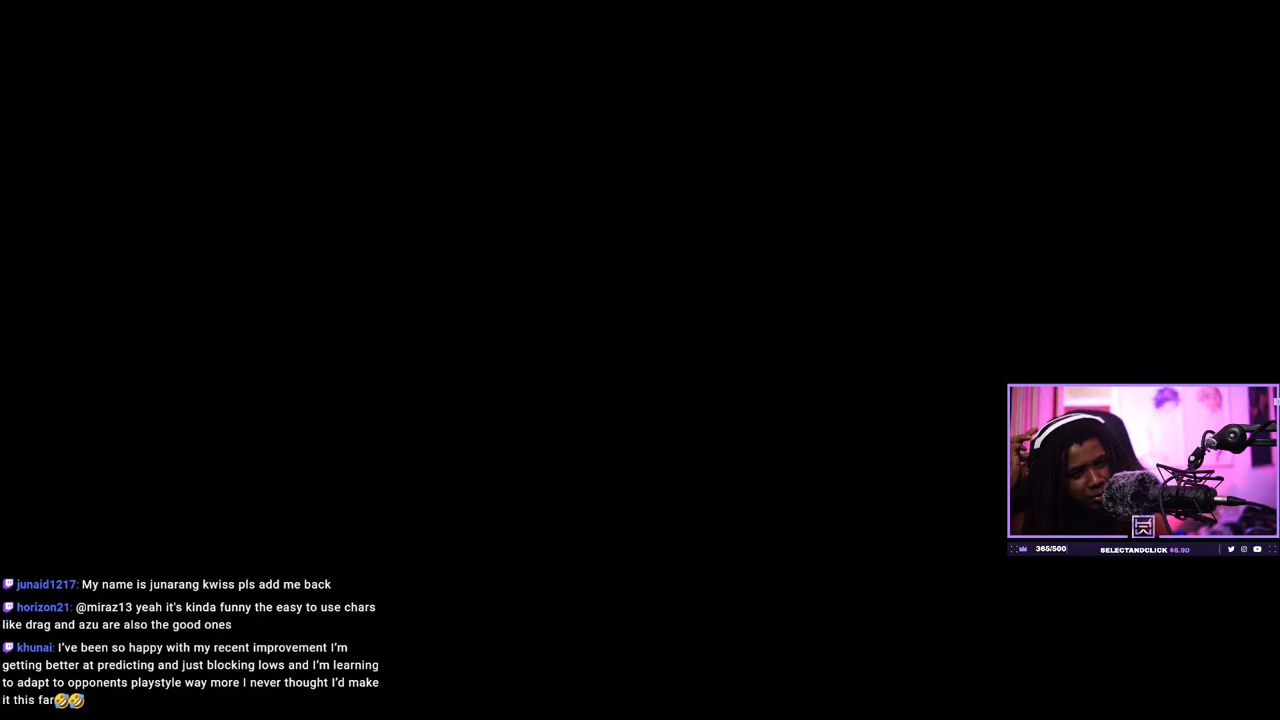 365/500
SELECTANDCLICK $6.90
junaid1217: My name is junarang kwiss pls add me back
horizon21: @miraz13 yeah it's kinda funny the easy to use chars
like drag and azu are also the good ones
khunai: I’ve been so happy with my recent improvement I’m
getting better at predicting and just blocking lows and I’m learning
to adapt to opponents playstyle way more I never thought I’d make
it this far🤣🤣